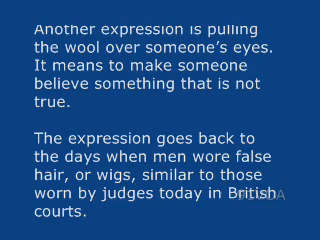 Another expression is pulling
the wool over someone’s eyes.
It means to make someone
believe something that is not
true.
The expression goes back to
the days when men wore false
hair, or wigs, similar to those
worn by judges today in British
courts.